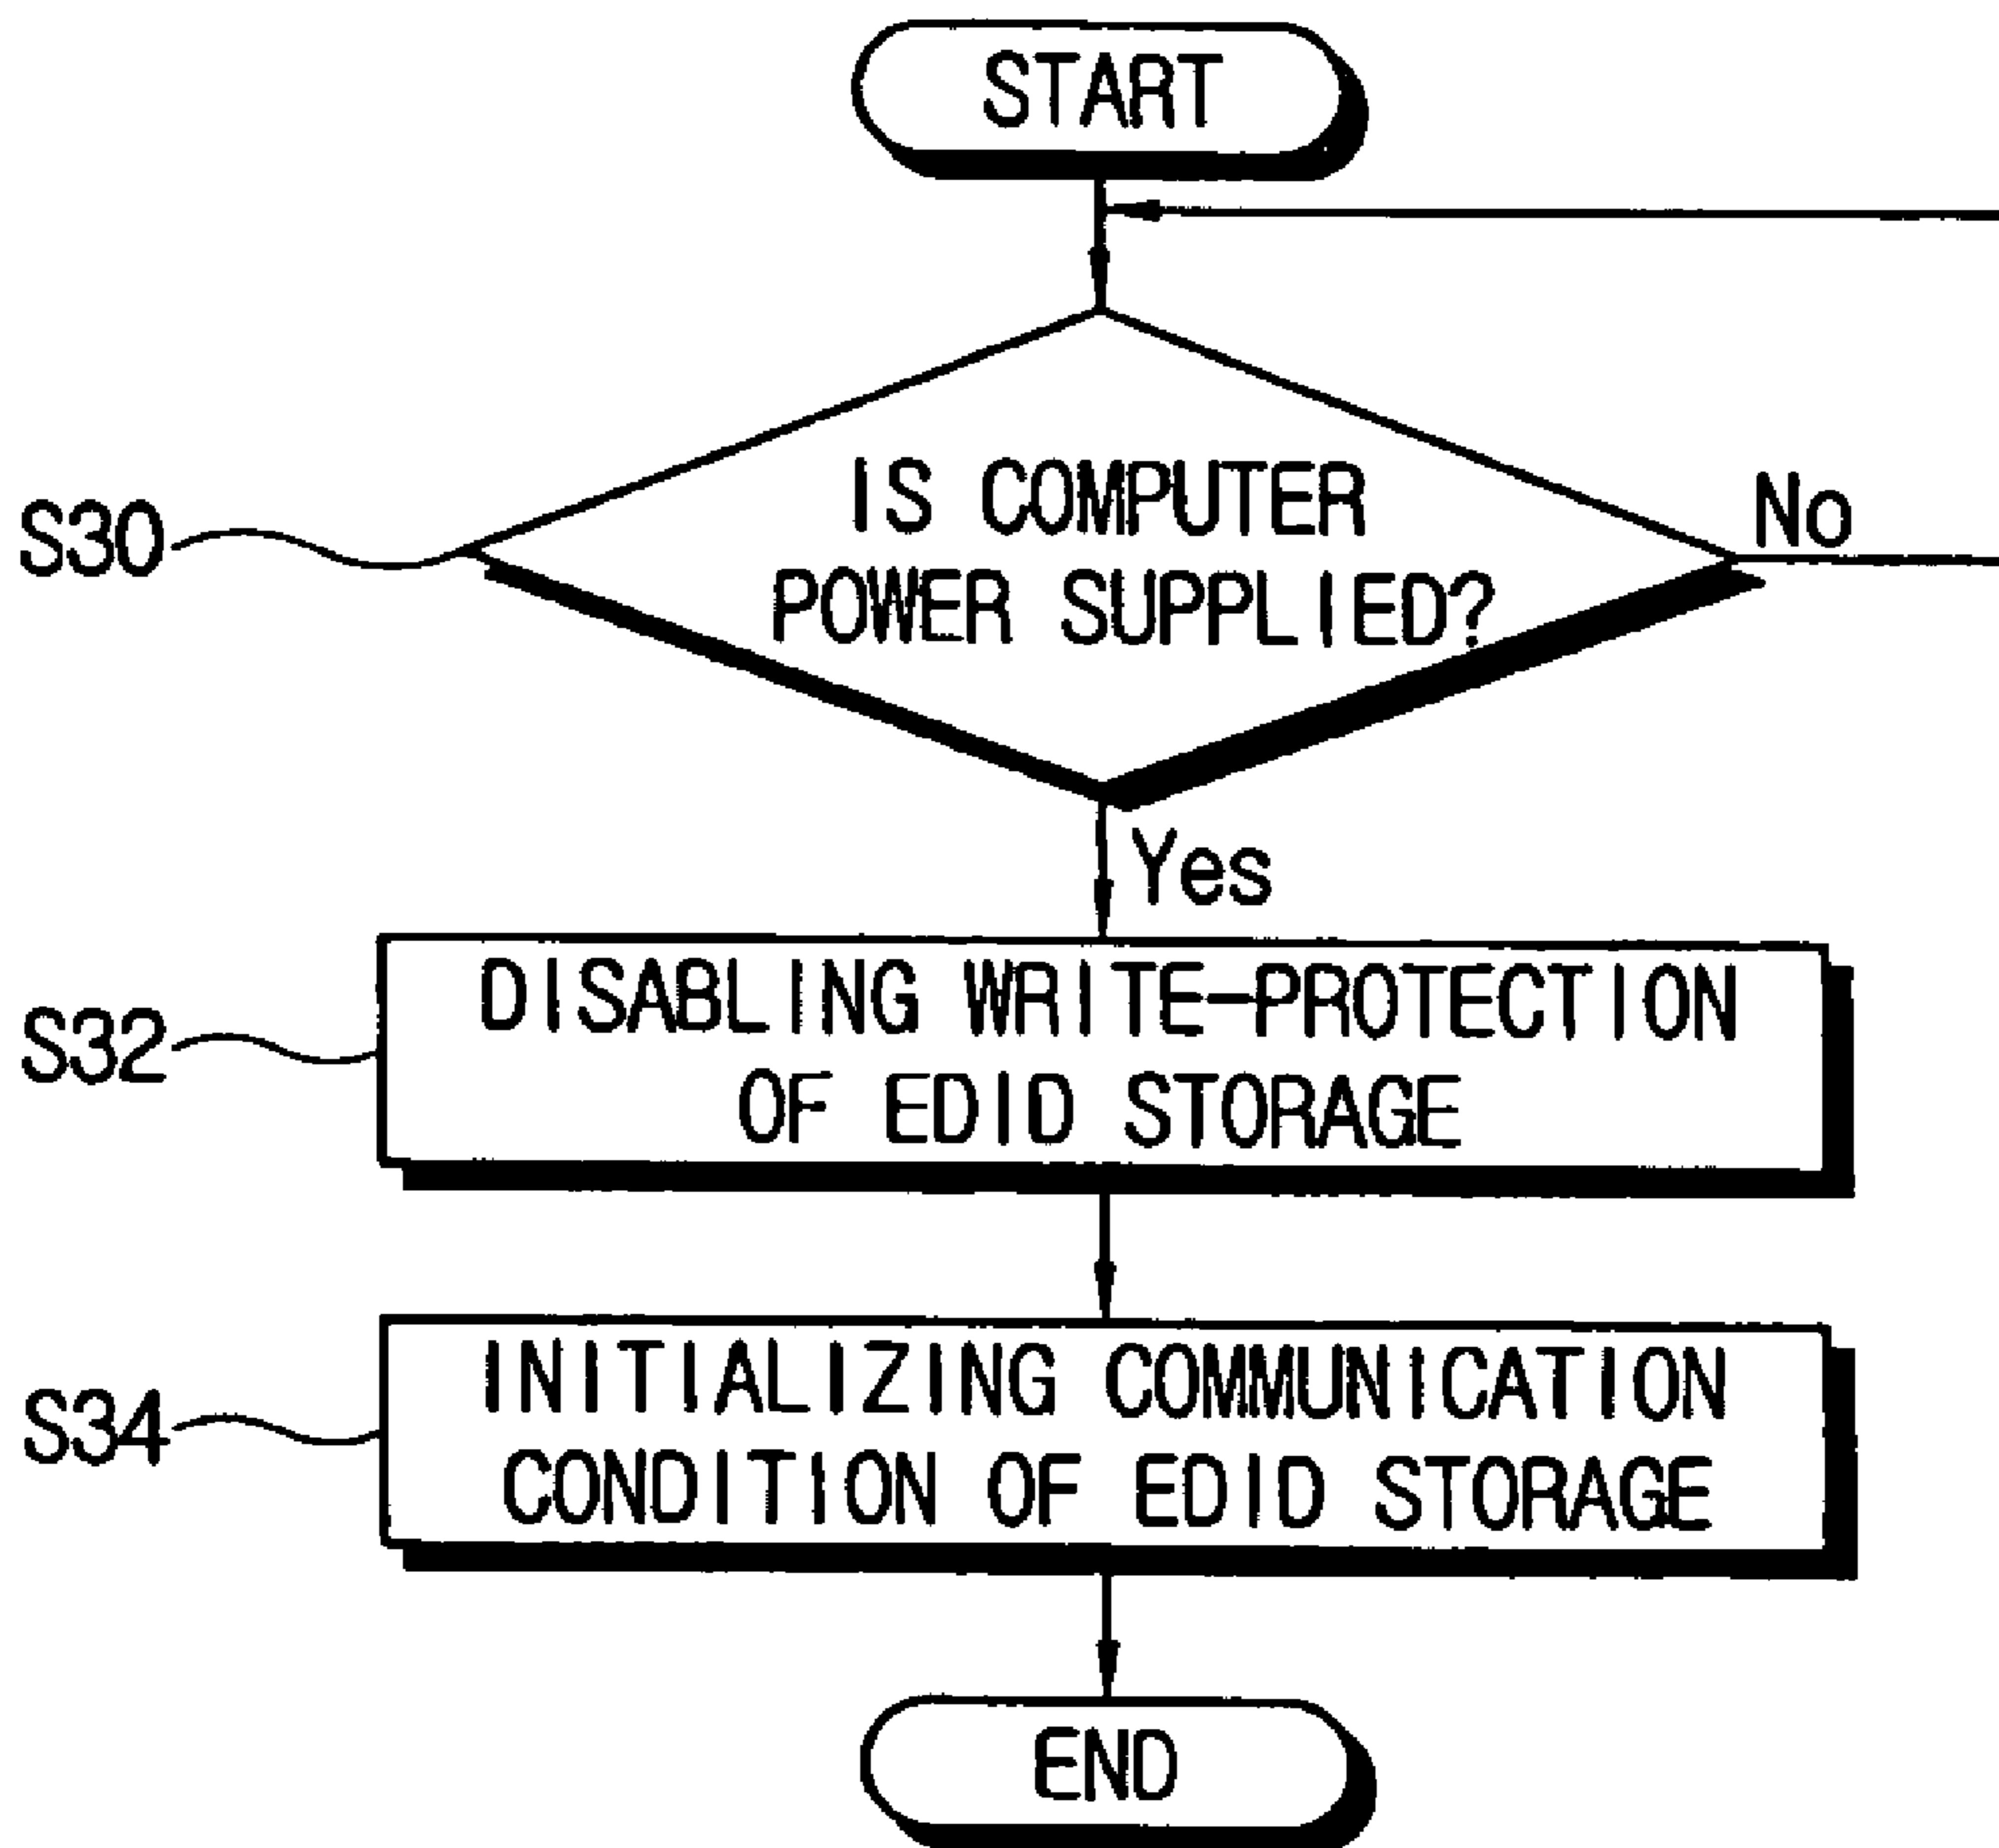 START
IS COMPUTER
POWER SUPPLIED?
No
S30
Yes
DISABLING WRITE-PROTECTION
OF EDID STORAGE
S32
INITIALIZING COMMUNICATION
CONDITION OF EDID STORAGE
S34
END